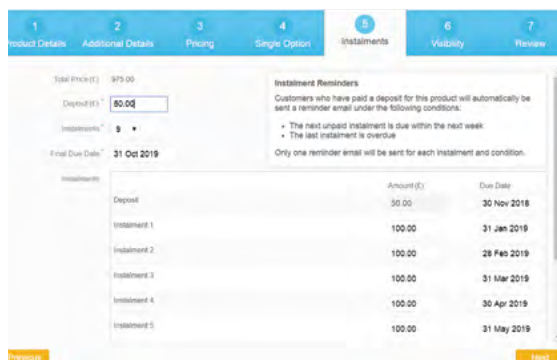 1 2 3 4 5 6 7
roduct Details Additional Details Pricing Single Option Instalments Visibility Review
Total Price (£) 975.00
Deposit (£) * 50.00
Instalments * 9
Final Due Date * 31 Oct 2019
Instalment Reminders
Customers who have paid a deposit for this product will automatically be
sent a reminder email under the following conditions:
• The next unpaid instalment is due within the next week
• The last instalment is overdue
Only one reminder email will be sent for each instalment and condition.
Instalments
Amount (£) Due Date
Deposit 50.00 30 Nov 2018
Instalment 1 100.00 31 Jan 2019
Instalment 2 100.00 28 Feb 2019
Instalment 3 100.00 31 Mar 2019
Instalment 4 100.00 30 Apr 2019
Instalment 5 100.00 31 May 2019
Previous Next